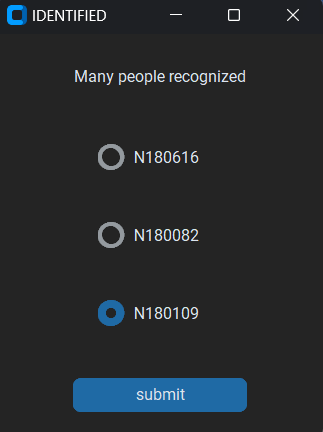 IDENTIFIED
Many people recognized
N180616
N180082
N180109
submit